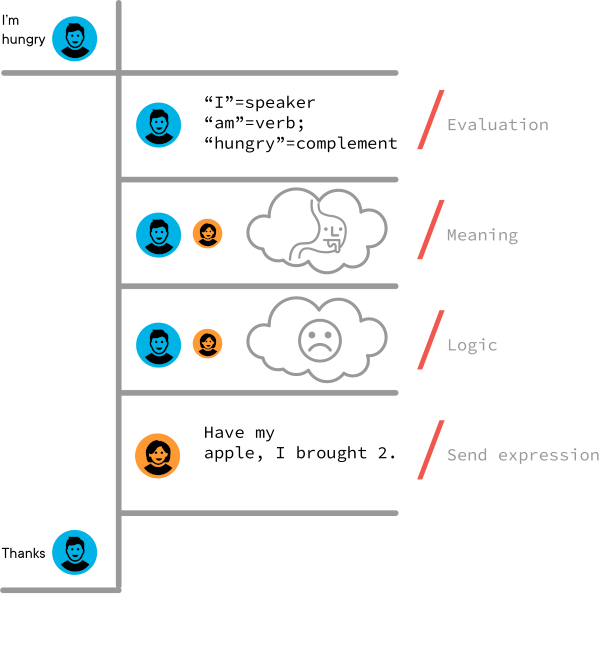 I'm
hungry
“I”=speaker
“am”=verb;
“hungry”=complement
Evaluation
Meaning
Logic
Have my
apple, I brought 2.
Send expression
Thanks